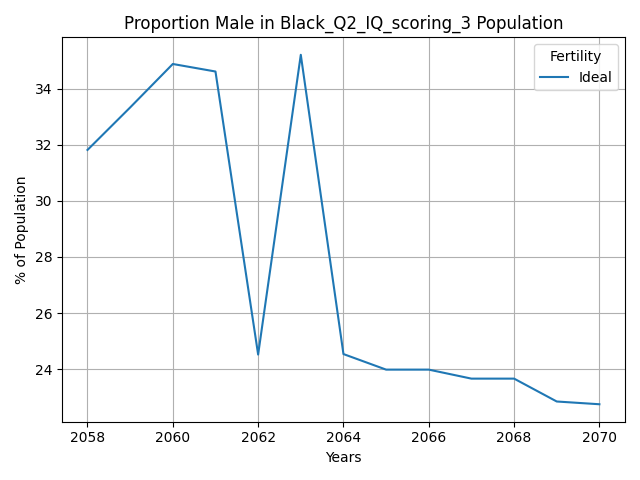 Proportion Male in Black_Q2_IQ_scoring_3 Population
Fertility
Ideal
% of Population
34
32
30
28
26
24
2058
2060
2062
2064
2066
2068
2070
Years